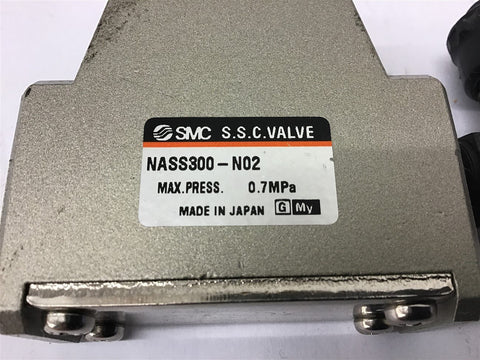 SMC S.S.C.VALVE
NASS300-N02
MAX.PRESS. 0.7MPa
MADE IN JAPAN G My